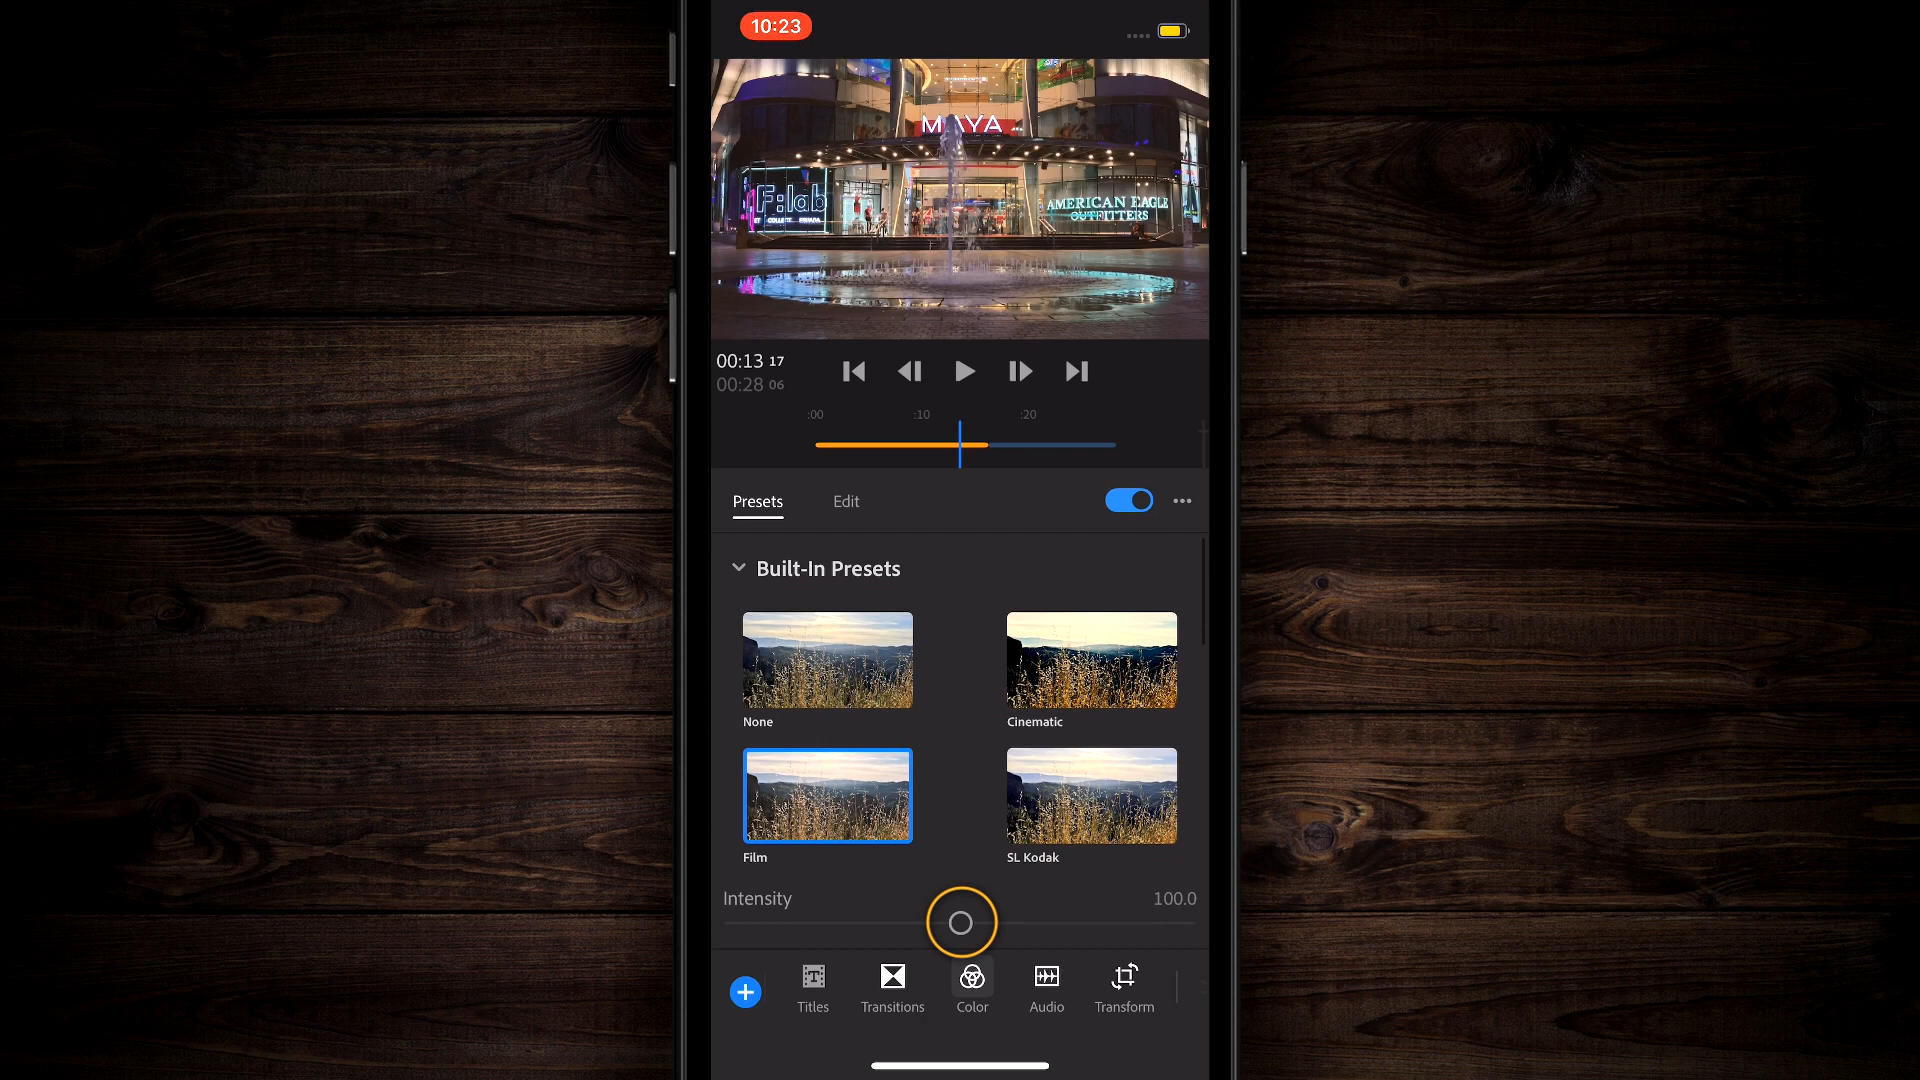 10:23
MAYA
F:lab
AMERICAN EAGLE
OUTFITTERS
00:13 17
00:28 06
:00 :10 :20
Presets Edit
Built-In Presets
None Cinematic
Film SL Kodak
Intensity 100.0
Titles Transitions Color Audio Transform